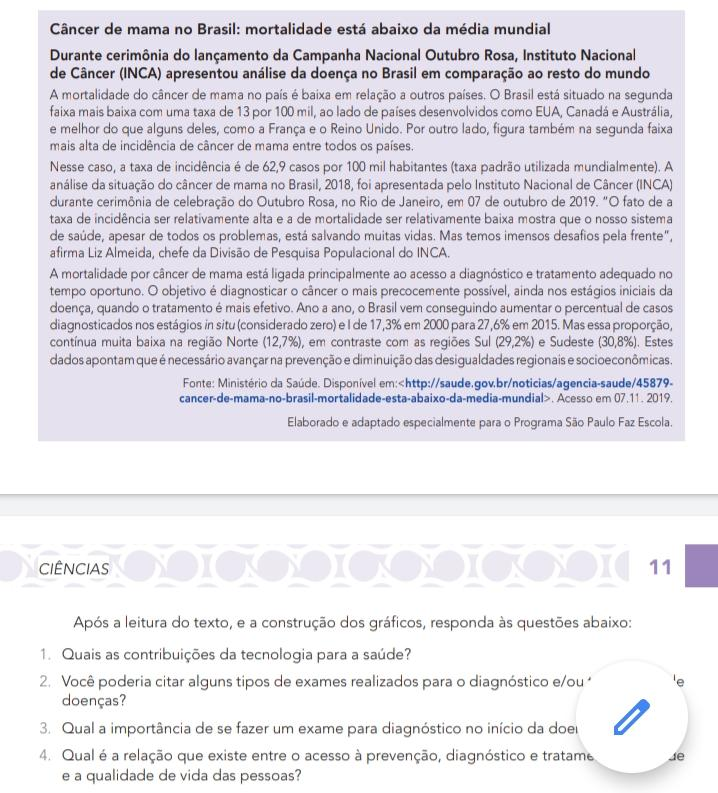 Câncer de mama no Brasil: mortalidade está abaixo da média mundial
Durante cerimônia do lançamento da Campanha Nacional Outubro Rosa, Instituto Nacional
de Câncer (INCA) apresentou análise da doença no Brasil em comparação ao resto do mundo
A mortalidade do câncer de mama no país é baixa em relação a outros países. O Brasil está situado na segunda
faixa mais baixa com uma taxa de 13 por 100 mil, ao lado de países desenvolvidos como EUA, Canadá e Austrália,
e melhor do que alguns deles, como a França e o Reino Unido. Por outro lado, figura também na segunda faixa
mais alta de incidência de câncer de mama entre todos os países.
Nesse caso, a taxa de incidência é de 62,9 casos por 100 mil habitantes (taxa padrão utilizada mundialmente). A
análise da situação do câncer de mama no Brasil, 2018, foi apresentada pelo Instituto Nacional de Câncer (INCA)
durante cerimônia de celebração do Outubro Rosa, no Rio de Janeiro, em 07 de outubro de 2019. "O fato de a
taxa de incidência ser relativamente alta e a de mortalidade ser relativamente baixa mostra que o nosso sistema
de saúde, apesar de todos os problemas, está salvando muitas vidas. Mas temos imensos desafios pela frente",
afirma Liz Almeida, chefe da Divisão de Pesquisa Populacional do INCA.
A mortalidade por câncer de mama está ligada principalmente ao acesso a diagnóstico e tratamento adequado no
tempo oportuno. O objetivo é diagnosticar o câncer o mais precocemente possível, ainda nos estágios iniciais da
doença, quando o tratamento é mais efetivo. Ano a ano, o Brasil vem conseguindo aumentar o percentual de casos
diagnosticados nos estágios in situ (considerado zero) e I de 17,3% em 2000 para 27,6% em 2015. Mas essa proporção,
contínua muita baixa na região Norte (12,7%), em contraste com as regiões Sul (29,2%) e Sudeste (30,8%). Estes
dados apontam que é necessário avançar na prevenção e diminuição das desigualdades regionais e socioeconômicas.
Fonte: Ministério da Saúde. Disponível em:<http://saude.gov.br/noticias/agencia-saude/45879-
cancer-de-mama-no-brasil-mortalidade-esta-abaixo-da-media-mundial>. Acesso em 07.11. 2019.
Elaborado e adaptado especialmente para o Programa São Paulo Faz Escola.
CIÊNCIAS 11
Após a leitura do texto, e a construção dos gráficos, responda às questões abaixo:
1. Quais as contribuições da tecnologia para a saúde?
2. Você poderia citar alguns tipos de exames realizados para o diagnóstico e/ou
doenças?
3. Qual a importância de se fazer um exame para diagnóstico no início da
4. Qual é a relação que existe entre o acesso à prevenção, diagnóstico e
e a qualidade de vida das pessoas?